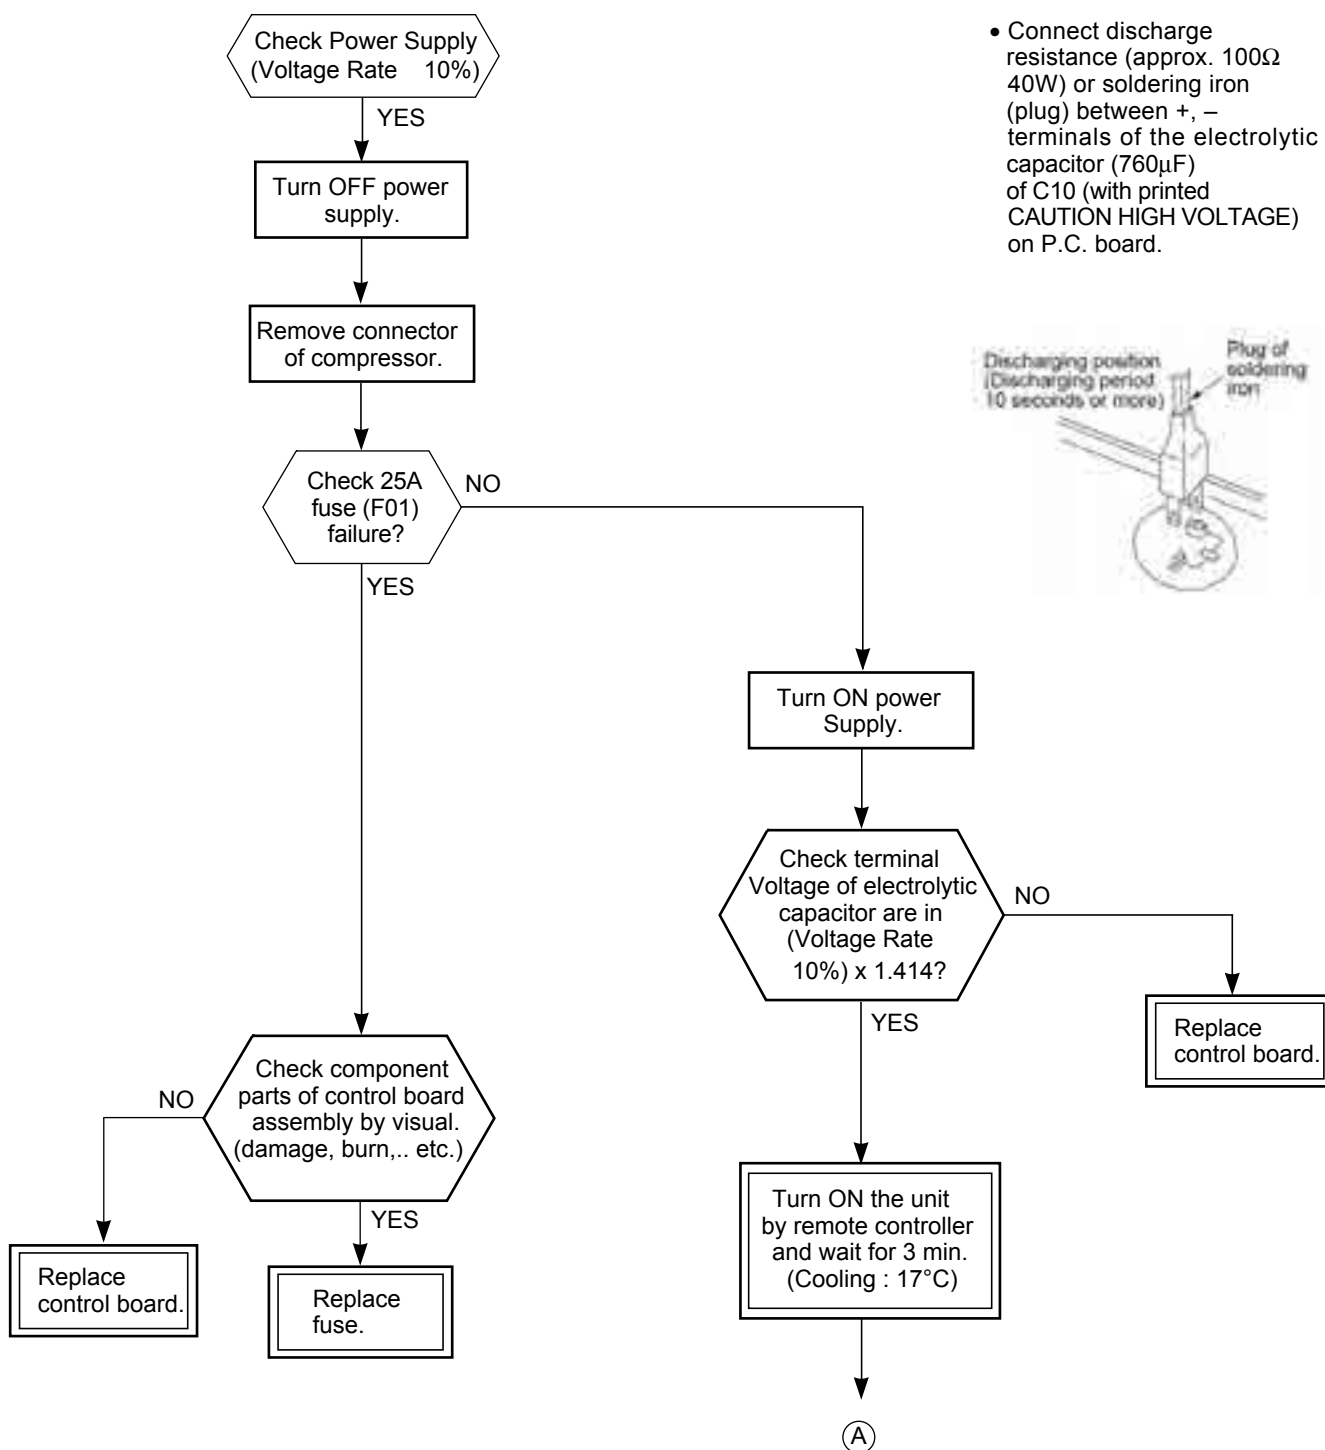 Check Power Supply
(Voltage Rate 10%)
YES
Turn OFF power
supply.
Remove connector
of compressor.
Check 25A
fuse (F01)
failure?
NO
YES
Turn ON power
Supply.
Check terminal
Voltage of electrolytic
capacitor are in
(Voltage Rate
10%) x 1.414?
NO
YES
Replace
control board.
Check component
parts of control board
assembly by visual.
(damage, burn,.. etc.)
NO
YES
Replace
control board.
Replace
fuse.
Turn ON the unit
by remote controller
and wait for 3 min.
(Cooling : 17°C)
A
• Connect discharge
resistance (approx. 100Ω
40W) or soldering iron
(plug) between +, –
terminals of the electrolytic
capacitor (760µF)
of C10 (with printed
CAUTION HIGH VOLTAGE)
on P.C. board.
Discharging position
(Discharging period
10 seconds or more)
Plug of
soldering
iron